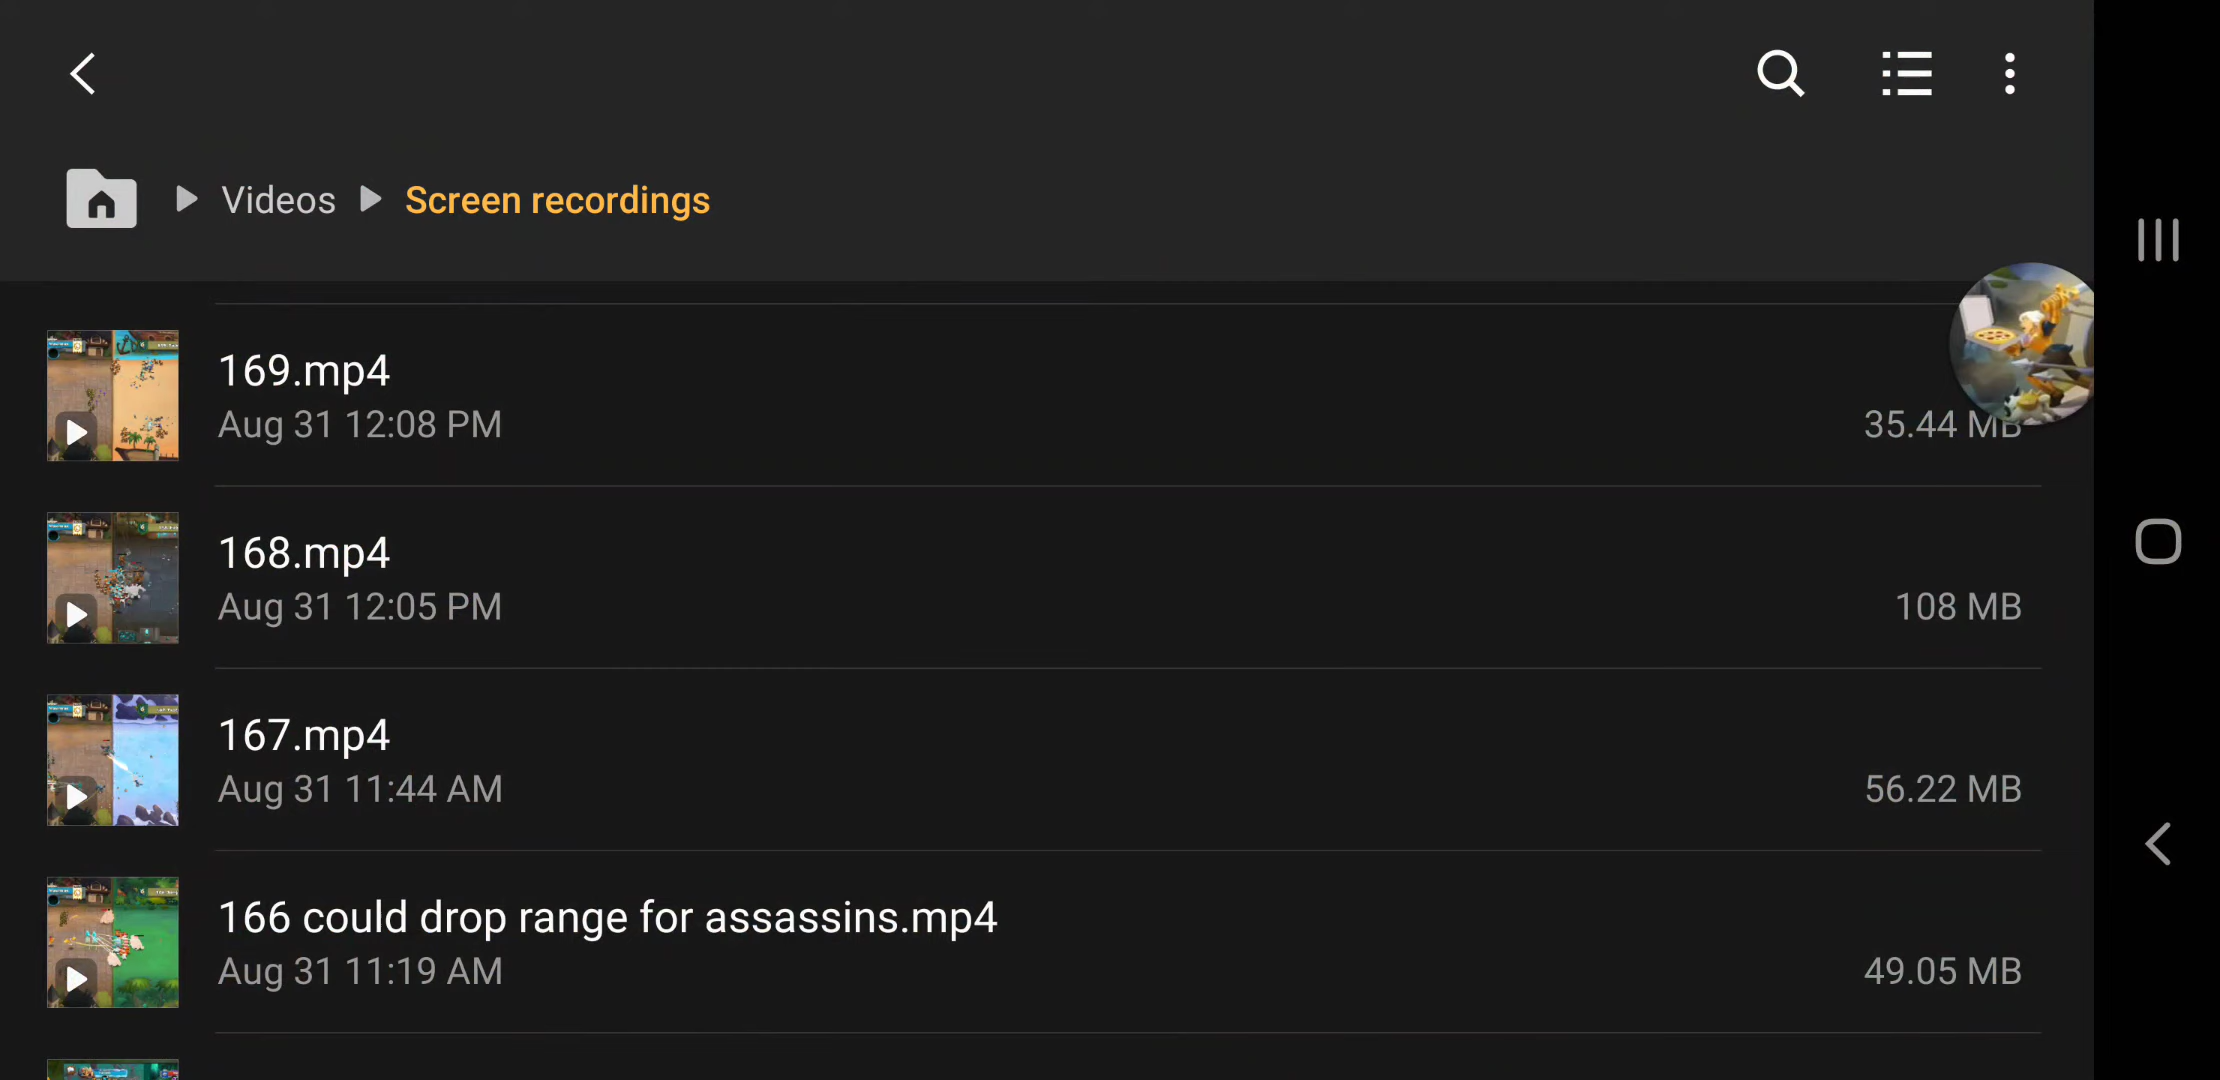 Videos Screen recordings
169.mp4
Aug 31 12:08 PM
35.44 MB
168.mp4
Aug 31 12:05 PM
108 MB
167.mp4
Aug 31 11:44 AM
56.22 MB
166 could drop range for assassins.mp4
Aug 31 11:19 AM
49.05 MB